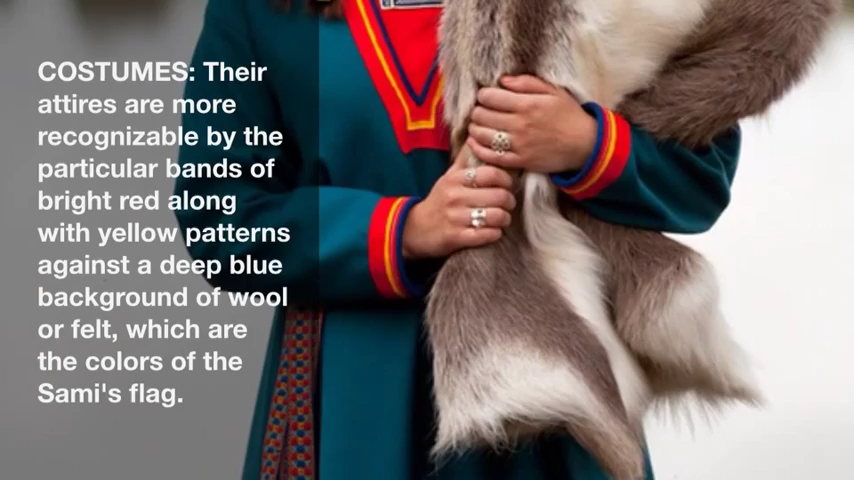 COSTUMES: Their
attires are more
recognizable by the
particular bands of
bright red along
with yellow patterns
against a deep blue
background of wool
or felt, which are
the colors of the
Sami's flag.